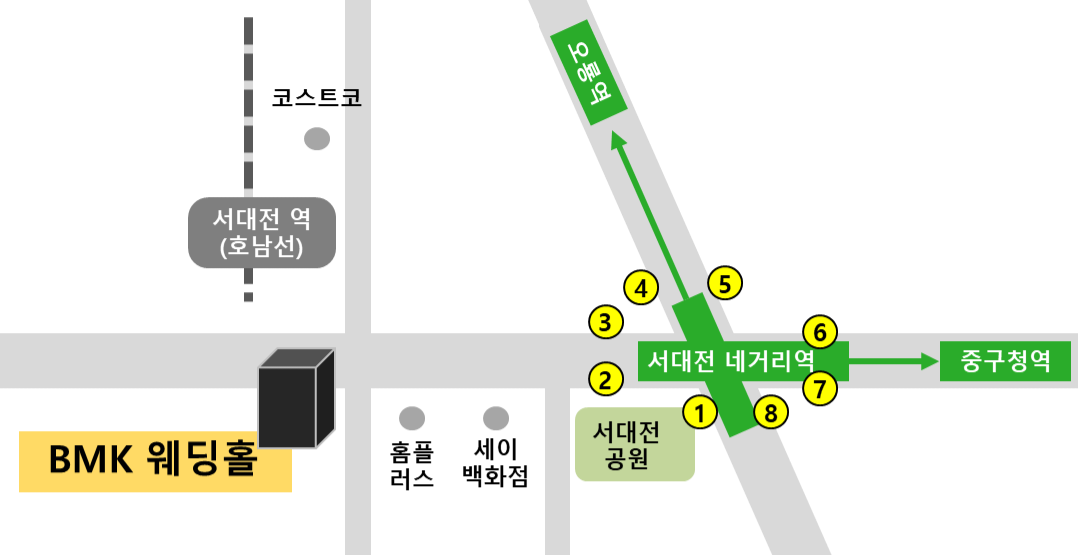 오룡역
코스트코
서대전 역
(호남선)
5
4
3
6
서대전 네거리역
중구청역
2
7
1
8
서대전
공원
홈플
러스
세이
백화점
BMK 웨딩홀